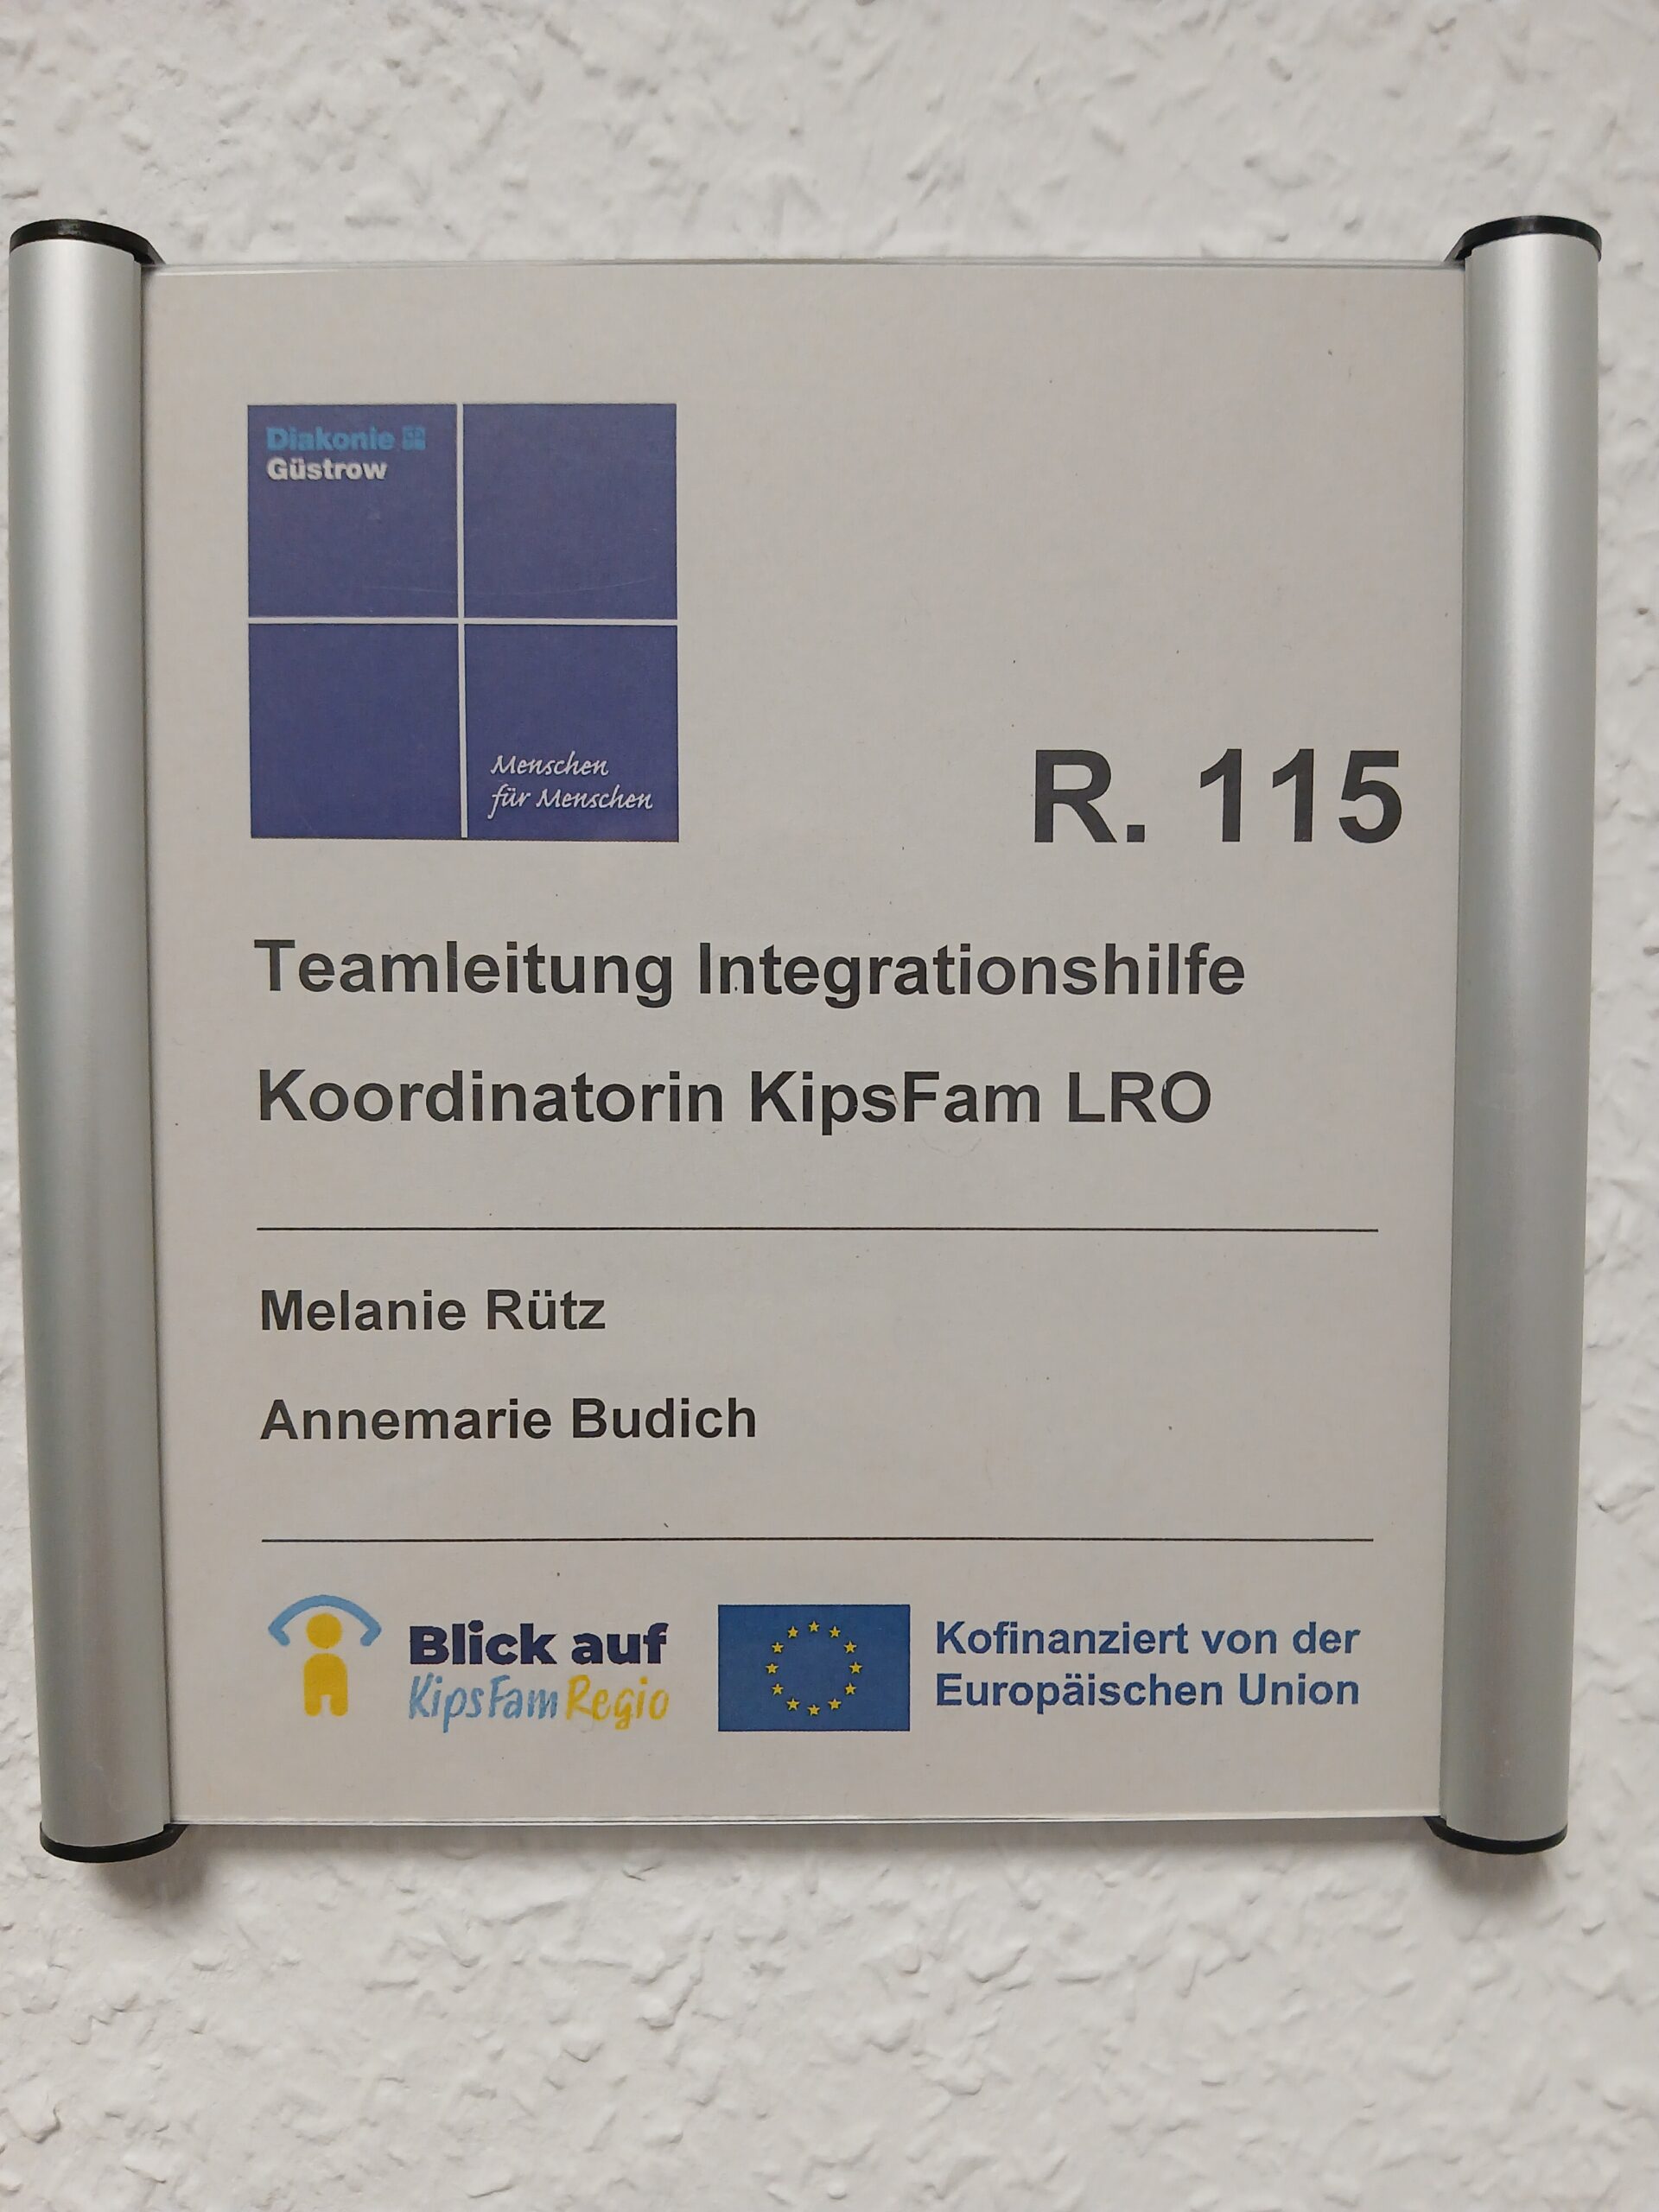 Diakonie
Güstrow
Menschen
für Menschen
R. 115
Teamleitung Integrationshilfe
Koordinatorin KipsFam LRO
Melanie Rütz
Annemarie Budich
Blick auf
KipsFam Regio
Kofinanziert von der
Europäischen Union